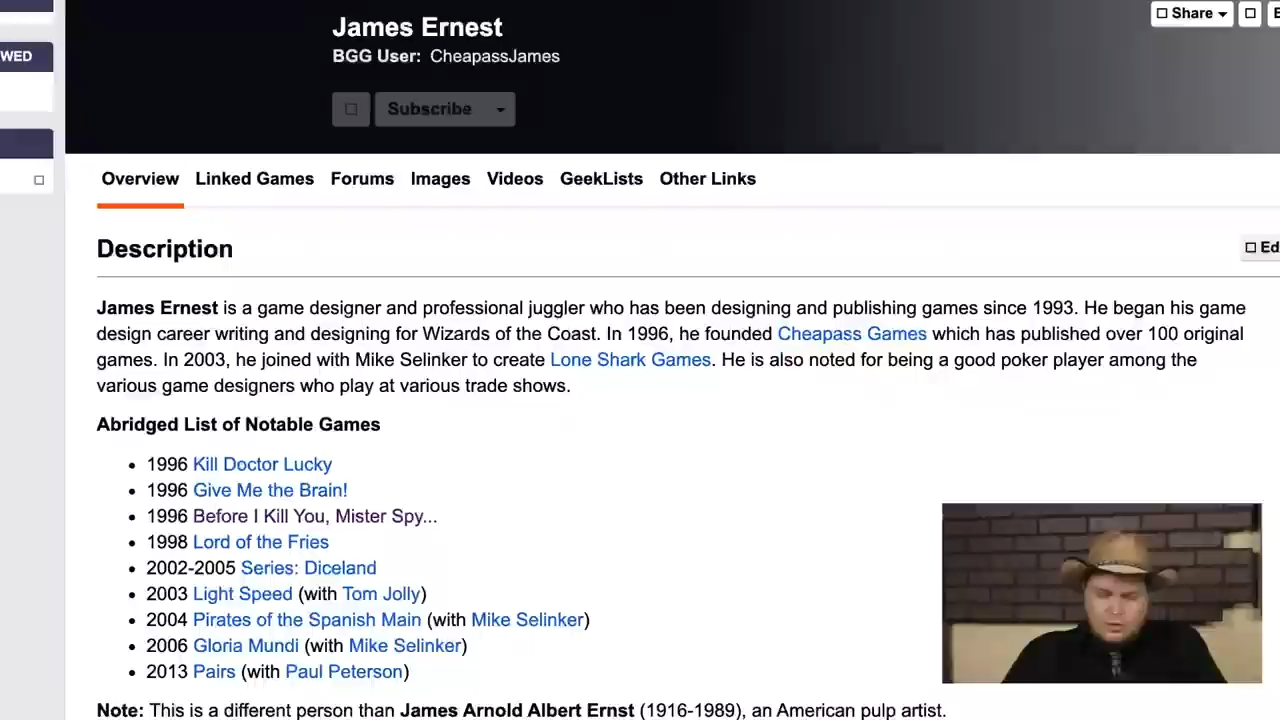 James Ernest
Share
BGG User: CheapassJames
WED
Subscribe
Overview Linked Games Forums Images Videos GeekLists Other Links
Description
James Ernest is a game designer and professional juggler who has been designing and publishing games since 1993. He began his game
design career writing and designing for Wizards of the Coast. In 1996, he founded Cheapass Games which has published over 100 original
games. In 2003, he joined with Mike Selinker to create Lone Shark Games. He is also noted for being a good poker player among the
various game designers who play at various trade shows.
Abridged List of Notable Games
• 1996 Kill Doctor Lucky
• 1996 Give Me the Brain!
• 1996 Before I Kill You, Mister Spy...
• 1998 Lord of the Fries
• 2002-2005 Series: Diceland
• 2003 Light Speed (with Tom Jolly)
• 2004 Pirates of the Spanish Main (with Mike Selinker)
• 2006 Gloria Mundi (with Mike Selinker)
• 2013 Pairs (with Paul Peterson)
Note: This is a different person than James Arnold Albert Ernst (1916-1989), an American pulp artist.